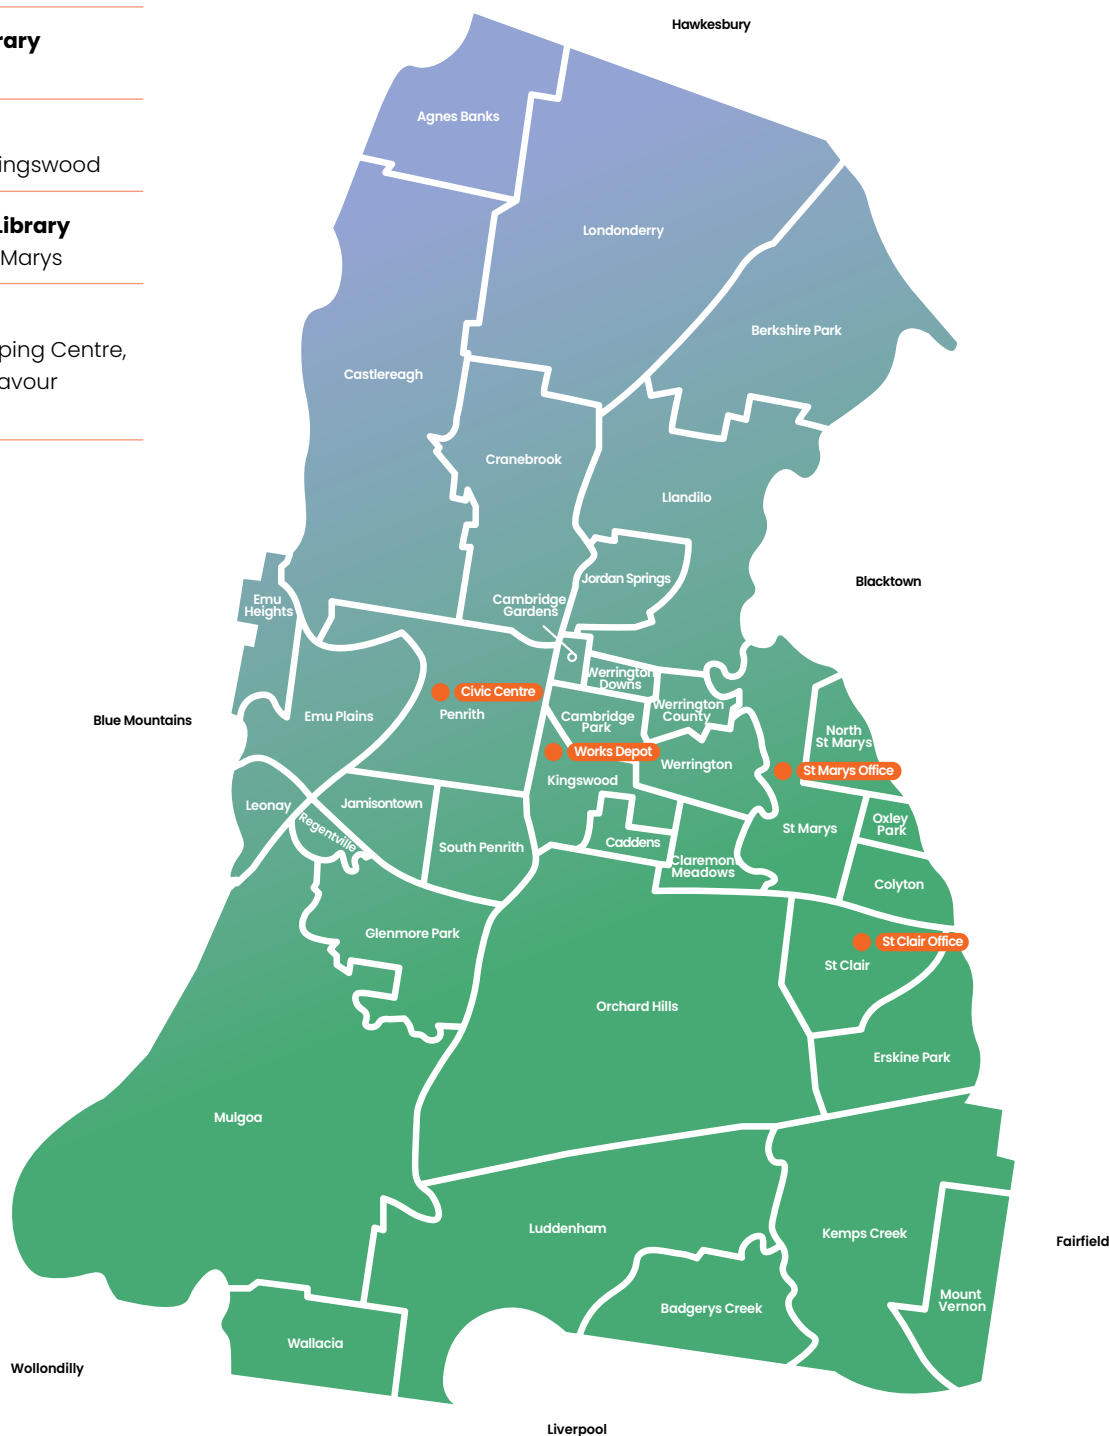 rary
ingswood
Library
Marys
ping Centre,
avour
Hawkesbury
Agnes Banks
Londonderry
Berkshire Park
Castlereagh
Cranebrook
Llandilo
Jordan Springs
Blacktown
Emu
Heights
Cambridge
Gardens
Werrington
Downs
Civic Centre
Penrith
Emu Plains
Blue Mountains
Cambridge
Park
Werrington
County
North
St Marys
Works Depot
Kingswood
Werrington
St Marys Office
Leonay
Jamisontown
Regentville
South Penrith
Caddens
Claremont
Meadows
St Marys
Oxley
Park
Colyton
Glenmore Park
St Clair Office
St Clair
Orchard Hills
Erskine Park
Mulgoa
Luddenham
Kemps Creek
Fairfield
Badgerys Creek
Mount
Vernon
Wallacia
Wollondilly
Liverpool